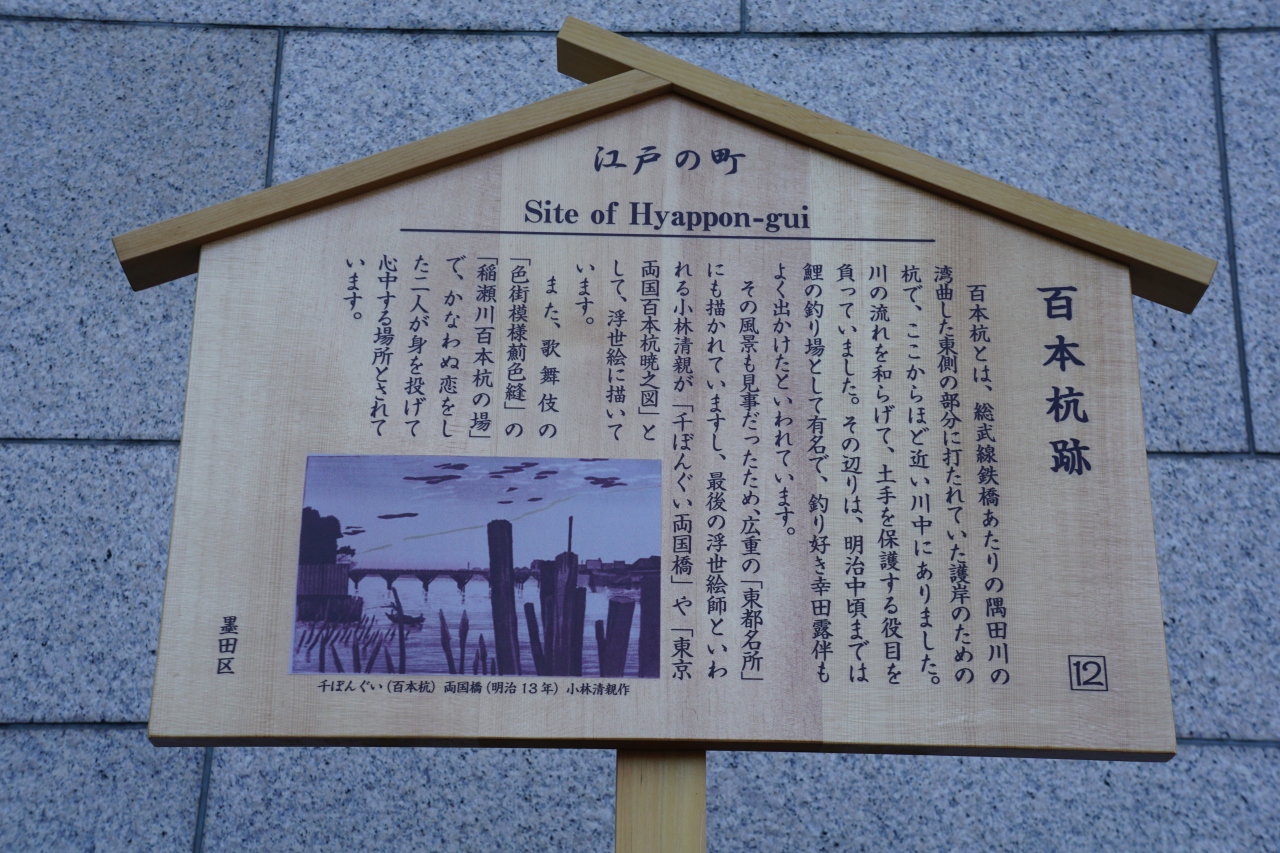 江戸の町
Site of Hyappon-gui
百本杭跡
百本杭とは、総武線鉄橋あたりの隅田川の
湾曲した東側の部分に打たれていた護岸のための
杭で、ここからほど近い川中にありました。
川の流れを和らげて、土手を保護する役目を
負っていました。その辺りは、明治中頃までは
鯉の釣り場として有名で、釣り好き幸田露伴も
よく出かけたといわれています。
その風景も見事だったため、広重の「東都名所」
にも描かれていますし、最後の浮世絵師といわ
れる小林清親が「千ぼんぐい両国橋」や「東京
両国百本杭暁之図」と
して、浮世絵に描いて
います。
また、歌舞伎の
「色街模様薊色縫」の
「稲瀬川百本杭の場」
で、かなわぬ恋をし
た二人が身を投げて
心中する場所とされて
います。
12
千ぼんぐい(百本杭) 両国橋(明治13年) 小林清親作
墨田区